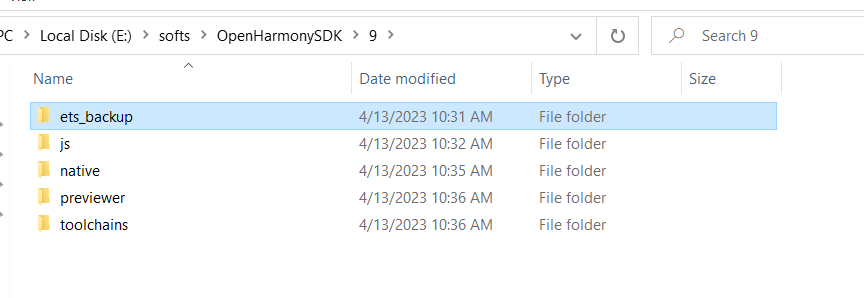 PC > Local Disk (E:) > softs > OpenHarmonySDK > 9 >
Search 9
Name Date modified Type Size
ets_backup 4/13/2023 10:31 AM File folder
js 4/13/2023 10:32 AM File folder
native 4/13/2023 10:35 AM File folder
previewer 4/13/2023 10:36 AM File folder
toolchains 4/13/2023 10:36 AM File folder